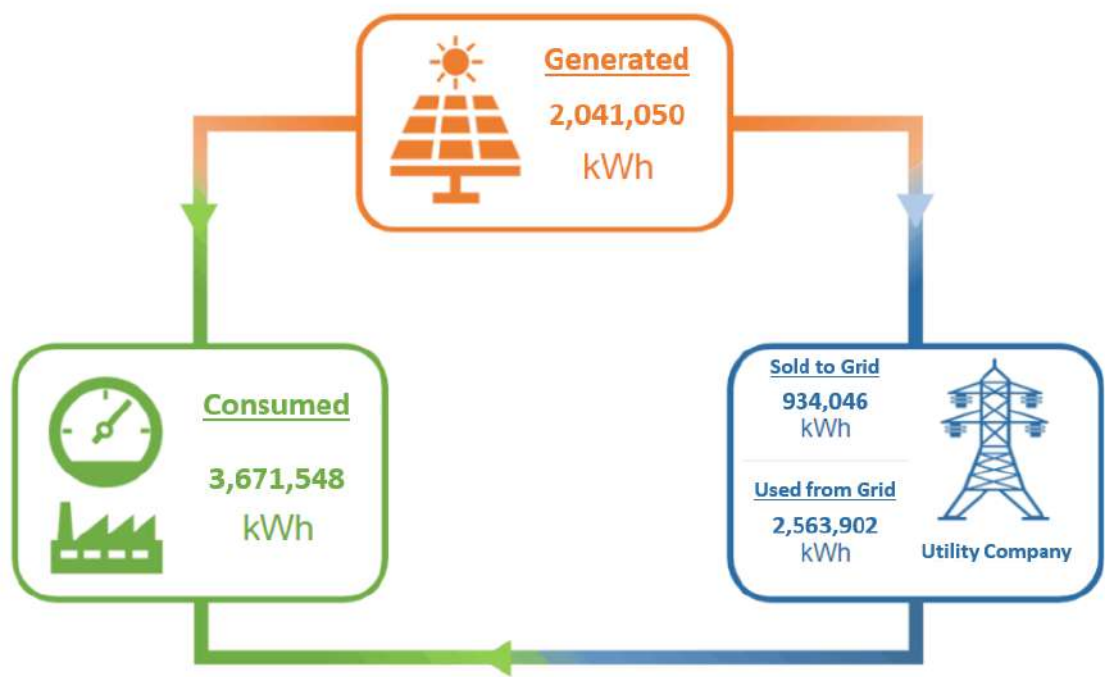 Generated
2,041,050
kWh
Consumed
3,671,548
kWh
Sold to Grid
934,046
kWh
Used from Grid
2,563,902
kWh
Utility Company